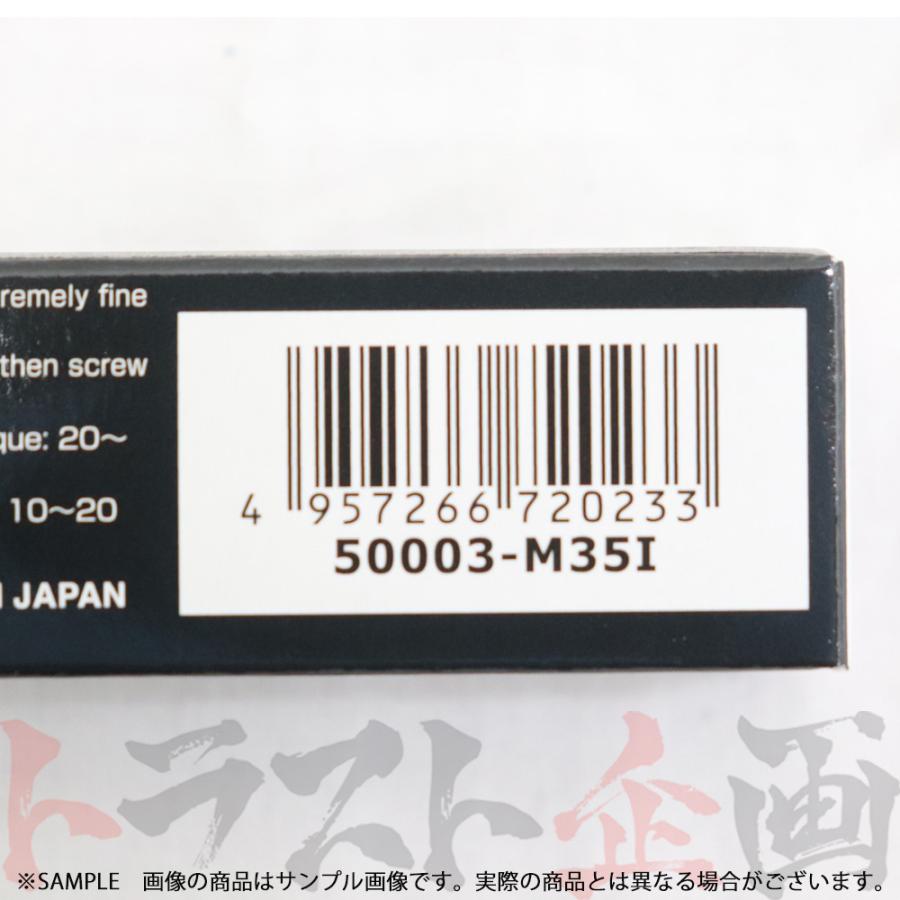 remely fine
then screw
que: 20～
10～20
JAPAN
4 957266 720233
50003-M35I
トラスト企画
※SAMPLE 画像の商品はサンプル画像です。実際の商品とは異なる場合がございます。